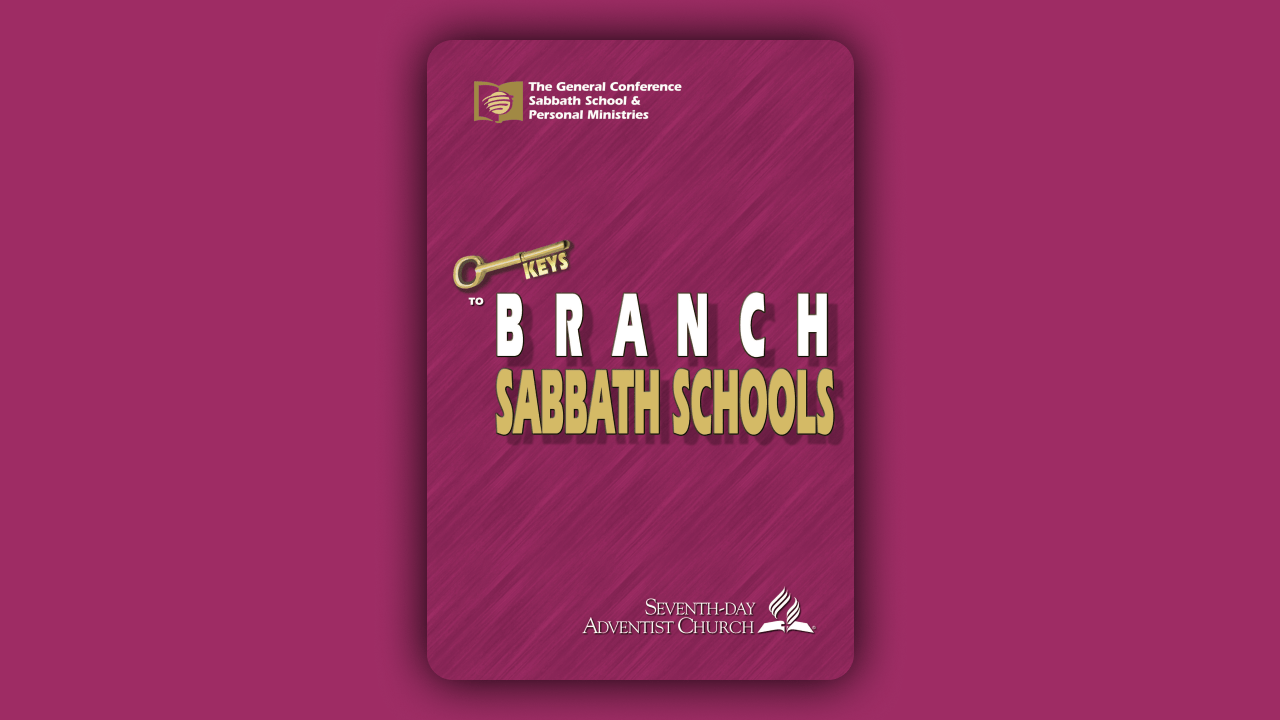 The General Conference
Sabbath School &
Personal Ministries
KEYS
TO
BRANCH
SABBATH SCHOOLS
SEVENTH-DAY
ADVENTIST CHURCH